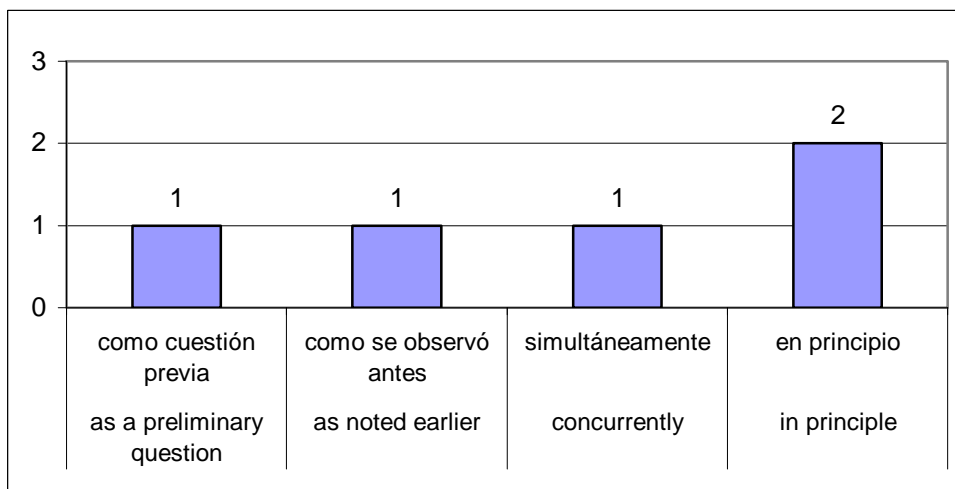 3
2
1
0
1
1
1
2
como cuestión
previa
como se observó
antes
simultáneamente
en principio
as a preliminary
question
as noted earlier
concurrently
in principle